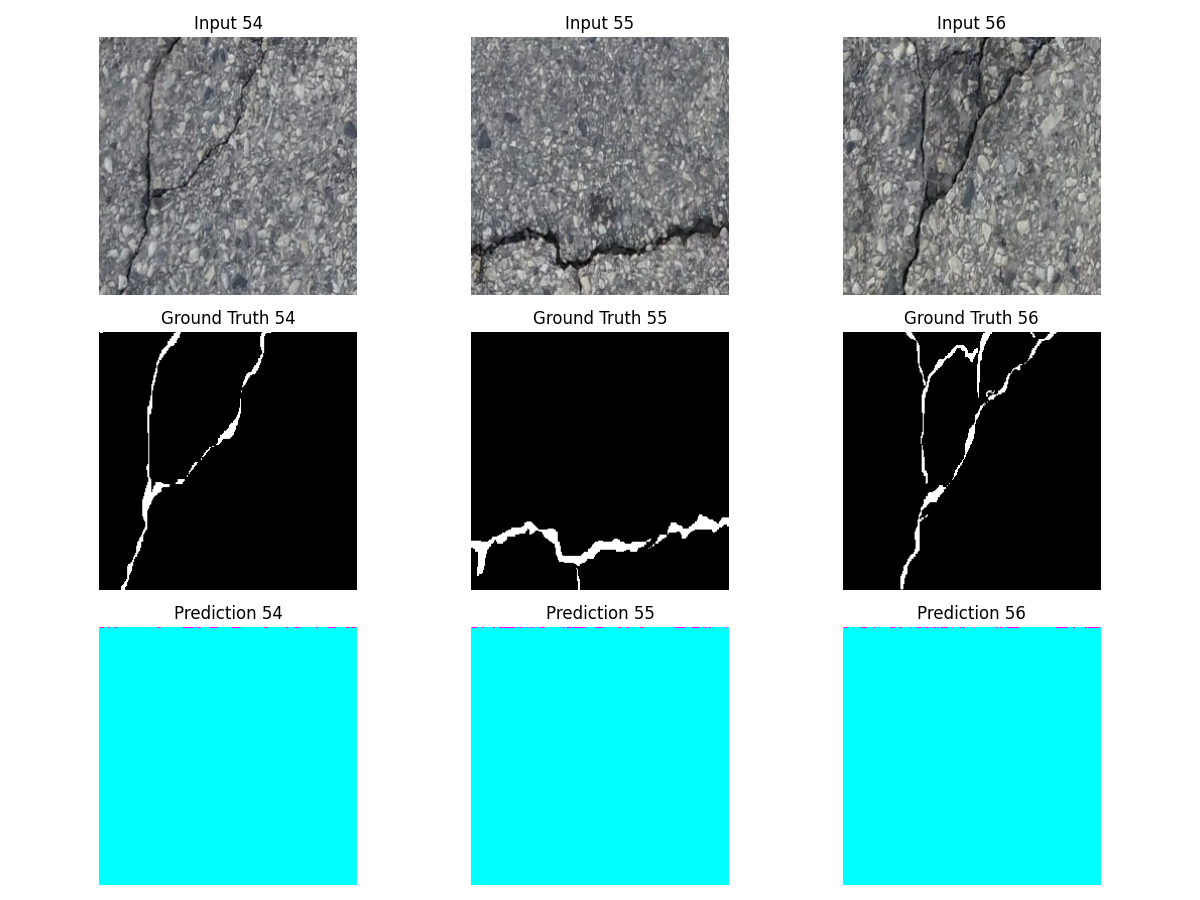 Input 54
Input 55
Input 56
Ground Truth 54
Ground Truth 55
Ground Truth 56
Prediction 54
Prediction 55
Prediction 56